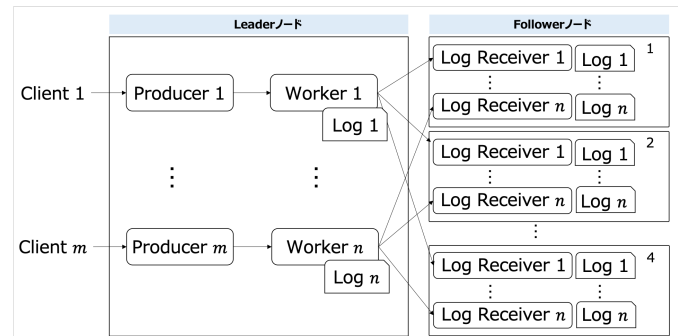 Leaderノード
Followerノード
Client 1
Producer 1
Worker 1
Log 1
⋮
⋮
Client m
Producer m
Worker n
Log n
Log Receiver 1
Log 1
1
⋮
⋮
Log Receiver n
Log n
Log Receiver 1
Log 1
2
⋮
⋮
Log Receiver n
Log n
⋮
Log Receiver 1
Log 1
4
⋮
⋮
Log Receiver n
Log n